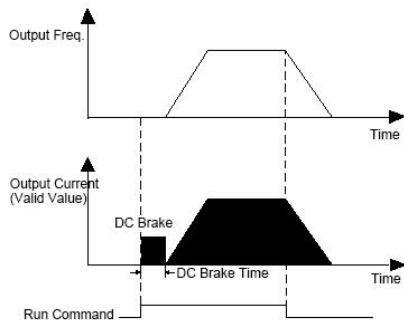 Output Freq.
Time
Output Current
(Valid Value)
DC Brake
Time
DC Brake Time
Run Command